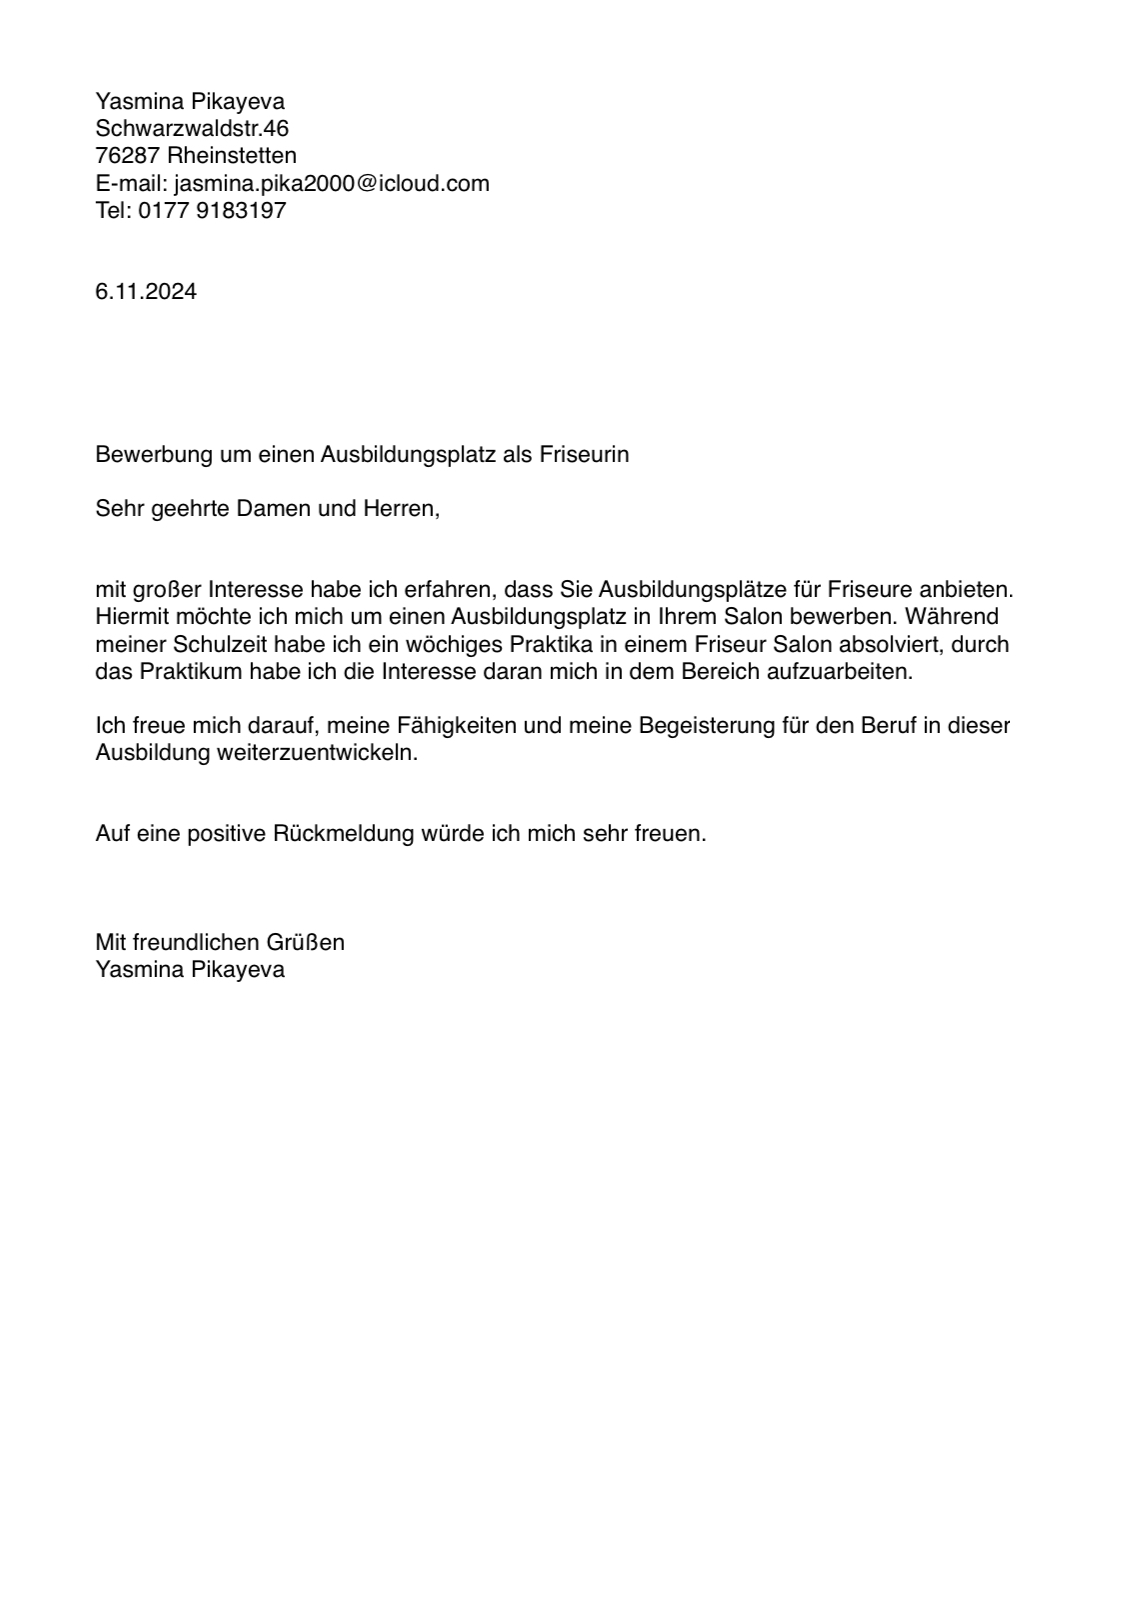 Yasmina Pikayeva
Schwarzwaldstr.46
76287 Rheinstetten
E-mail: jasmina.pika2000@icloud.com
Tel: 0177 9183197
6.11.2024
Bewerbung um einen Ausbildungsplatz als Friseurin
Sehr geehrte Damen und Herren,
mit großer Interesse habe ich erfahren, dass Sie Ausbildungsplätze für Friseure anbieten.
Hiermit möchte ich mich um einen Ausbildungsplatz in Ihrem Salon bewerben. Während
meiner Schulzeit habe ich ein wöchiges Praktika in einem Friseur Salon absolviert, durch
das Praktikum habe ich die Interesse daran mich in dem Bereich aufzuarbeiten.
Ich freue mich darauf, meine Fähigkeiten und meine Begeisterung für den Beruf in dieser
Ausbildung weiterzuentwickeln.
Auf eine positive Rückmeldung würde ich mich sehr freuen.
Mit freundlichen Grüßen
Yasmina Pikayeva